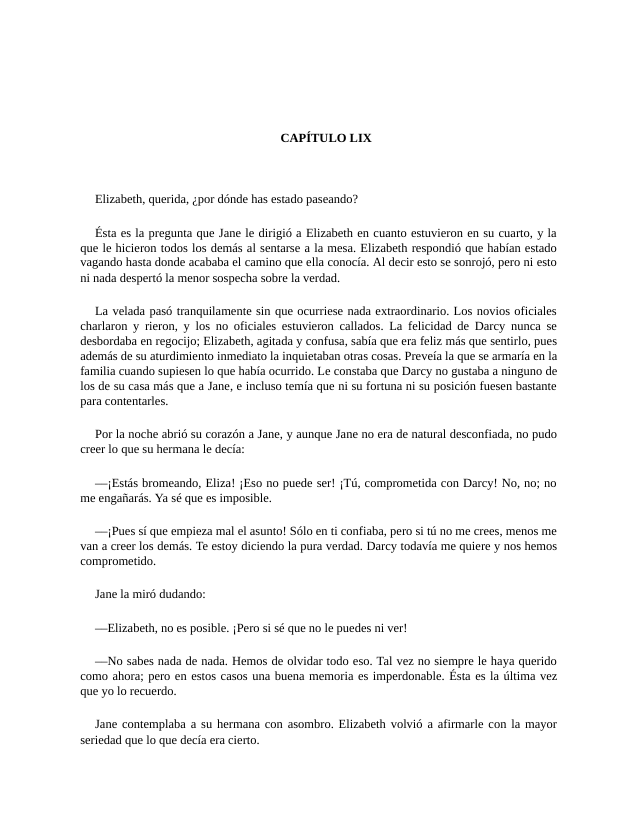 CAPÍTULO LIX
Elizabeth, querida, ¿por dónde has estado paseando?
Ésta es la pregunta que Jane le dirigió a Elizabeth en cuanto estuvieron en su cuarto, y la
que le hicieron todos los demás al sentarse a la mesa. Elizabeth respondió que habían estado
vagando hasta donde acababa el camino que ella conocía. Al decir esto se sonrojó, pero ni esto
ni nada despertó la menor sospecha sobre la verdad.
La velada pasó tranquilamente sin que ocurriese nada extraordinario. Los novios oficiales
charlaron y rieron, y los no oficiales estuvieron callados. La felicidad de Darcy nunca se
desbordaba en regocijo; Elizabeth, agitada y confusa, sabía que era feliz más que sentirlo, pues
además de su aturdimiento inmediato la inquietaban otras cosas. Preveía la que se armaría en la
familia cuando supiesen lo que había ocurrido. Le constaba que Darcy no gustaba a ninguno de
los de su casa más que a Jane, e incluso temía que ni su fortuna ni su posición fuesen bastante
para contentarles.
Por la noche abrió su corazón a Jane, y aunque Jane no era de natural desconfiada, no pudo
creer lo que su hermana le decía:
—¡Estás bromeando, Eliza! ¡Eso no puede ser! ¡Tú, comprometida con Darcy! No, no; no
me engañarás. Ya sé que es imposible.
—¡Pues sí que empieza mal el asunto! Sólo en ti confiaba, pero si tú no me crees, menos me
van a creer los demás. Te estoy diciendo la pura verdad. Darcy todavía me quiere y nos hemos
comprometido.
Jane la miró dudando:
—Elizabeth, no es posible. ¡Pero si sé que no le puedes ni ver!
—No sabes nada de nada. Hemos de olvidar todo eso. Tal vez no siempre le haya querido
como ahora; pero en estos casos una buena memoria es imperdonable. Ésta es la última vez
que yo lo recuerdo.
Jane contemplaba a su hermana con asombro. Elizabeth volvió a afirmarle con la mayor
seriedad que lo que decía era cierto.